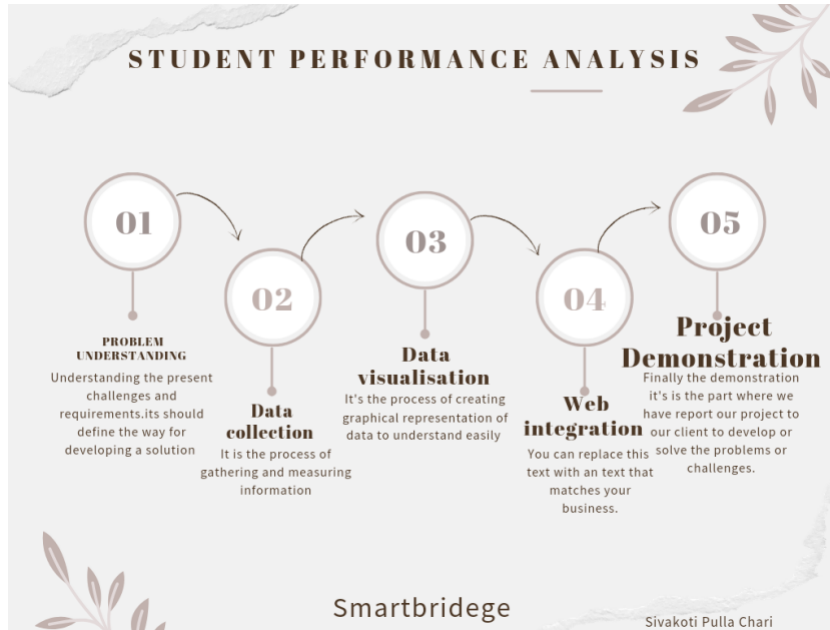 STUDENT PERFORMANCE ANALYSIS
01
PROBLEM
UNDERSTANDING
Understanding the present
challenges and
requirements.its should
define the way for
developing a solution
02
Data
collection
It is the process of
gathering and measuring
information
03
Data
visualisation
It's the process of creating
graphical representation of
data to understand easily
04
Web
integration
You can replace this
text with an text that
matches your
business.
05
Project
Demonstration
Finally the demonstration
it's is the part where we
have report our project to
our client to develop or
solve the problems or
challenges.
Smartbridege
Sivakoti Pulla Chari